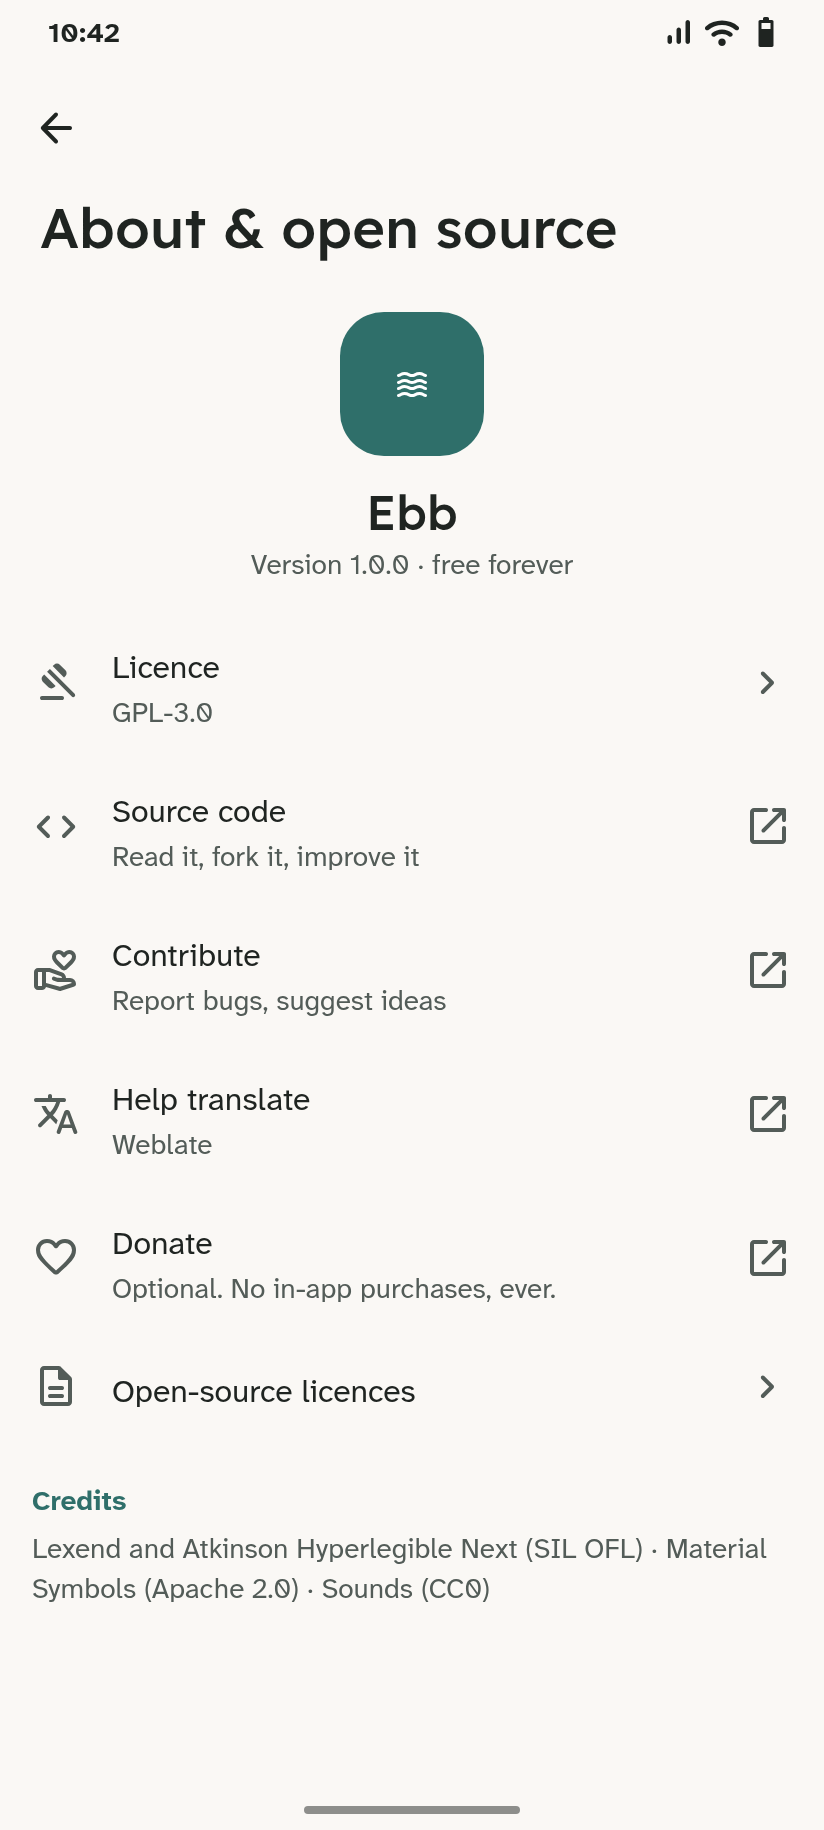 10:42
About & open source
Ebb
Version 1.0.0 · free forever
Licence
GPL-3.0
Source code
Read it, fork it, improve it
Contribute
Report bugs, suggest ideas
Help translate
Weblate
Donate
Optional. No in-app purchases, ever.
Open-source licences
Credits
Lexend and Atkinson Hyperlegible Next (SIL OFL) · Material
Symbols (Apache 2.0) · Sounds (CC0)